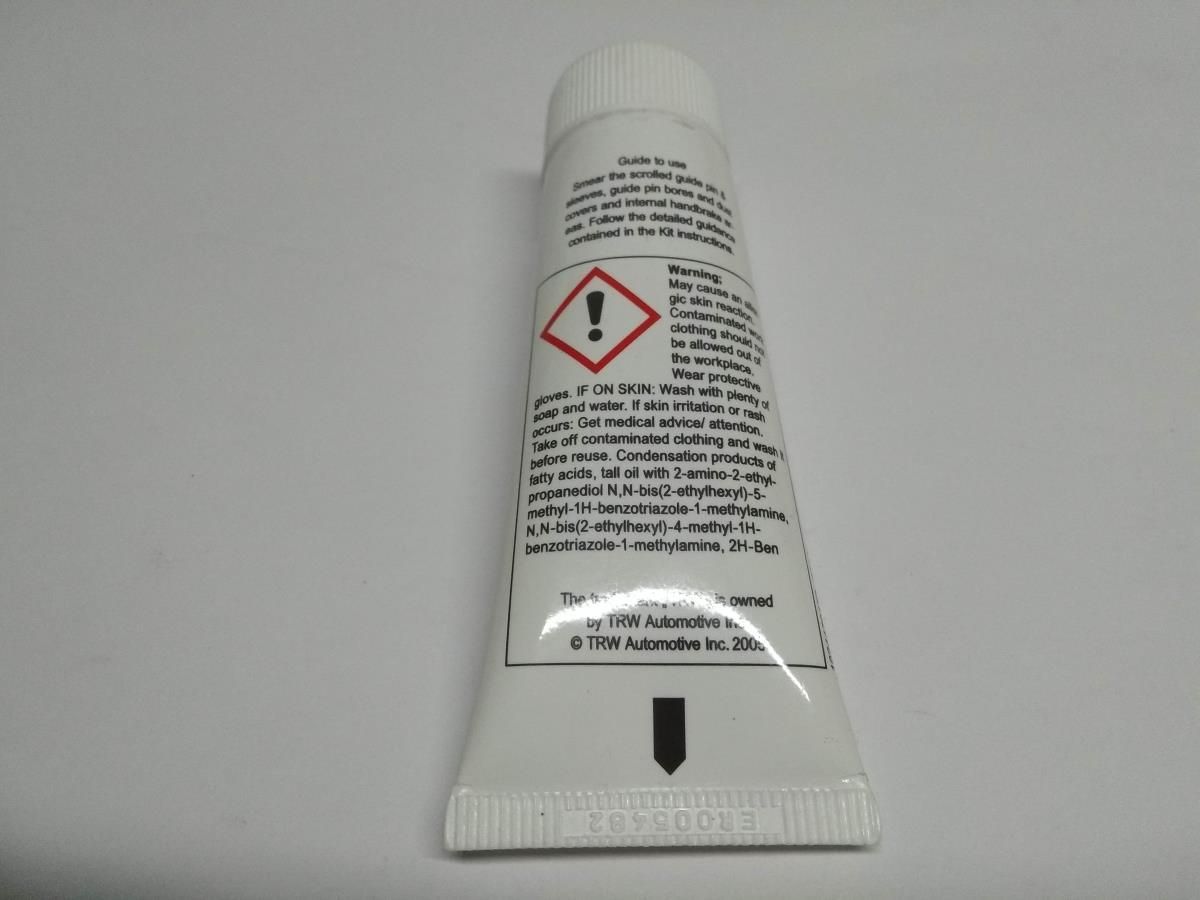 Guide to use
Smear the scrolled guide pin &
sleeves, guide pin bores and dust
covers and internal handbrake ar-
eas. Follow the detailed guidance
contained in the Kit instructions.
Warning:
May cause an
gic skin reaction.
Contaminated work
clothing should not
be allowed out of
the workplace.
Wear protective
gloves. IF ON SKIN: Wash with plenty of
soap and water. If skin irritation or rash
occurs: Get medical advice/ attention.
Take off contaminated clothing and wash it
before reuse. Condensation products of
fatty acids, tall oil with 2-amino-2-ethyl-
propanediol N,N-bis(2-ethylhexyl)-5-
methyl-1H-benzotriazole-1-methylamine,
N,N-bis(2-ethylhexyl)-4-methyl-1H-
benzotriazole-1-methylamine, 2H-Ben
The is owned
by TRW Automotive
© TRW Automotive Inc. 2005
ER005482